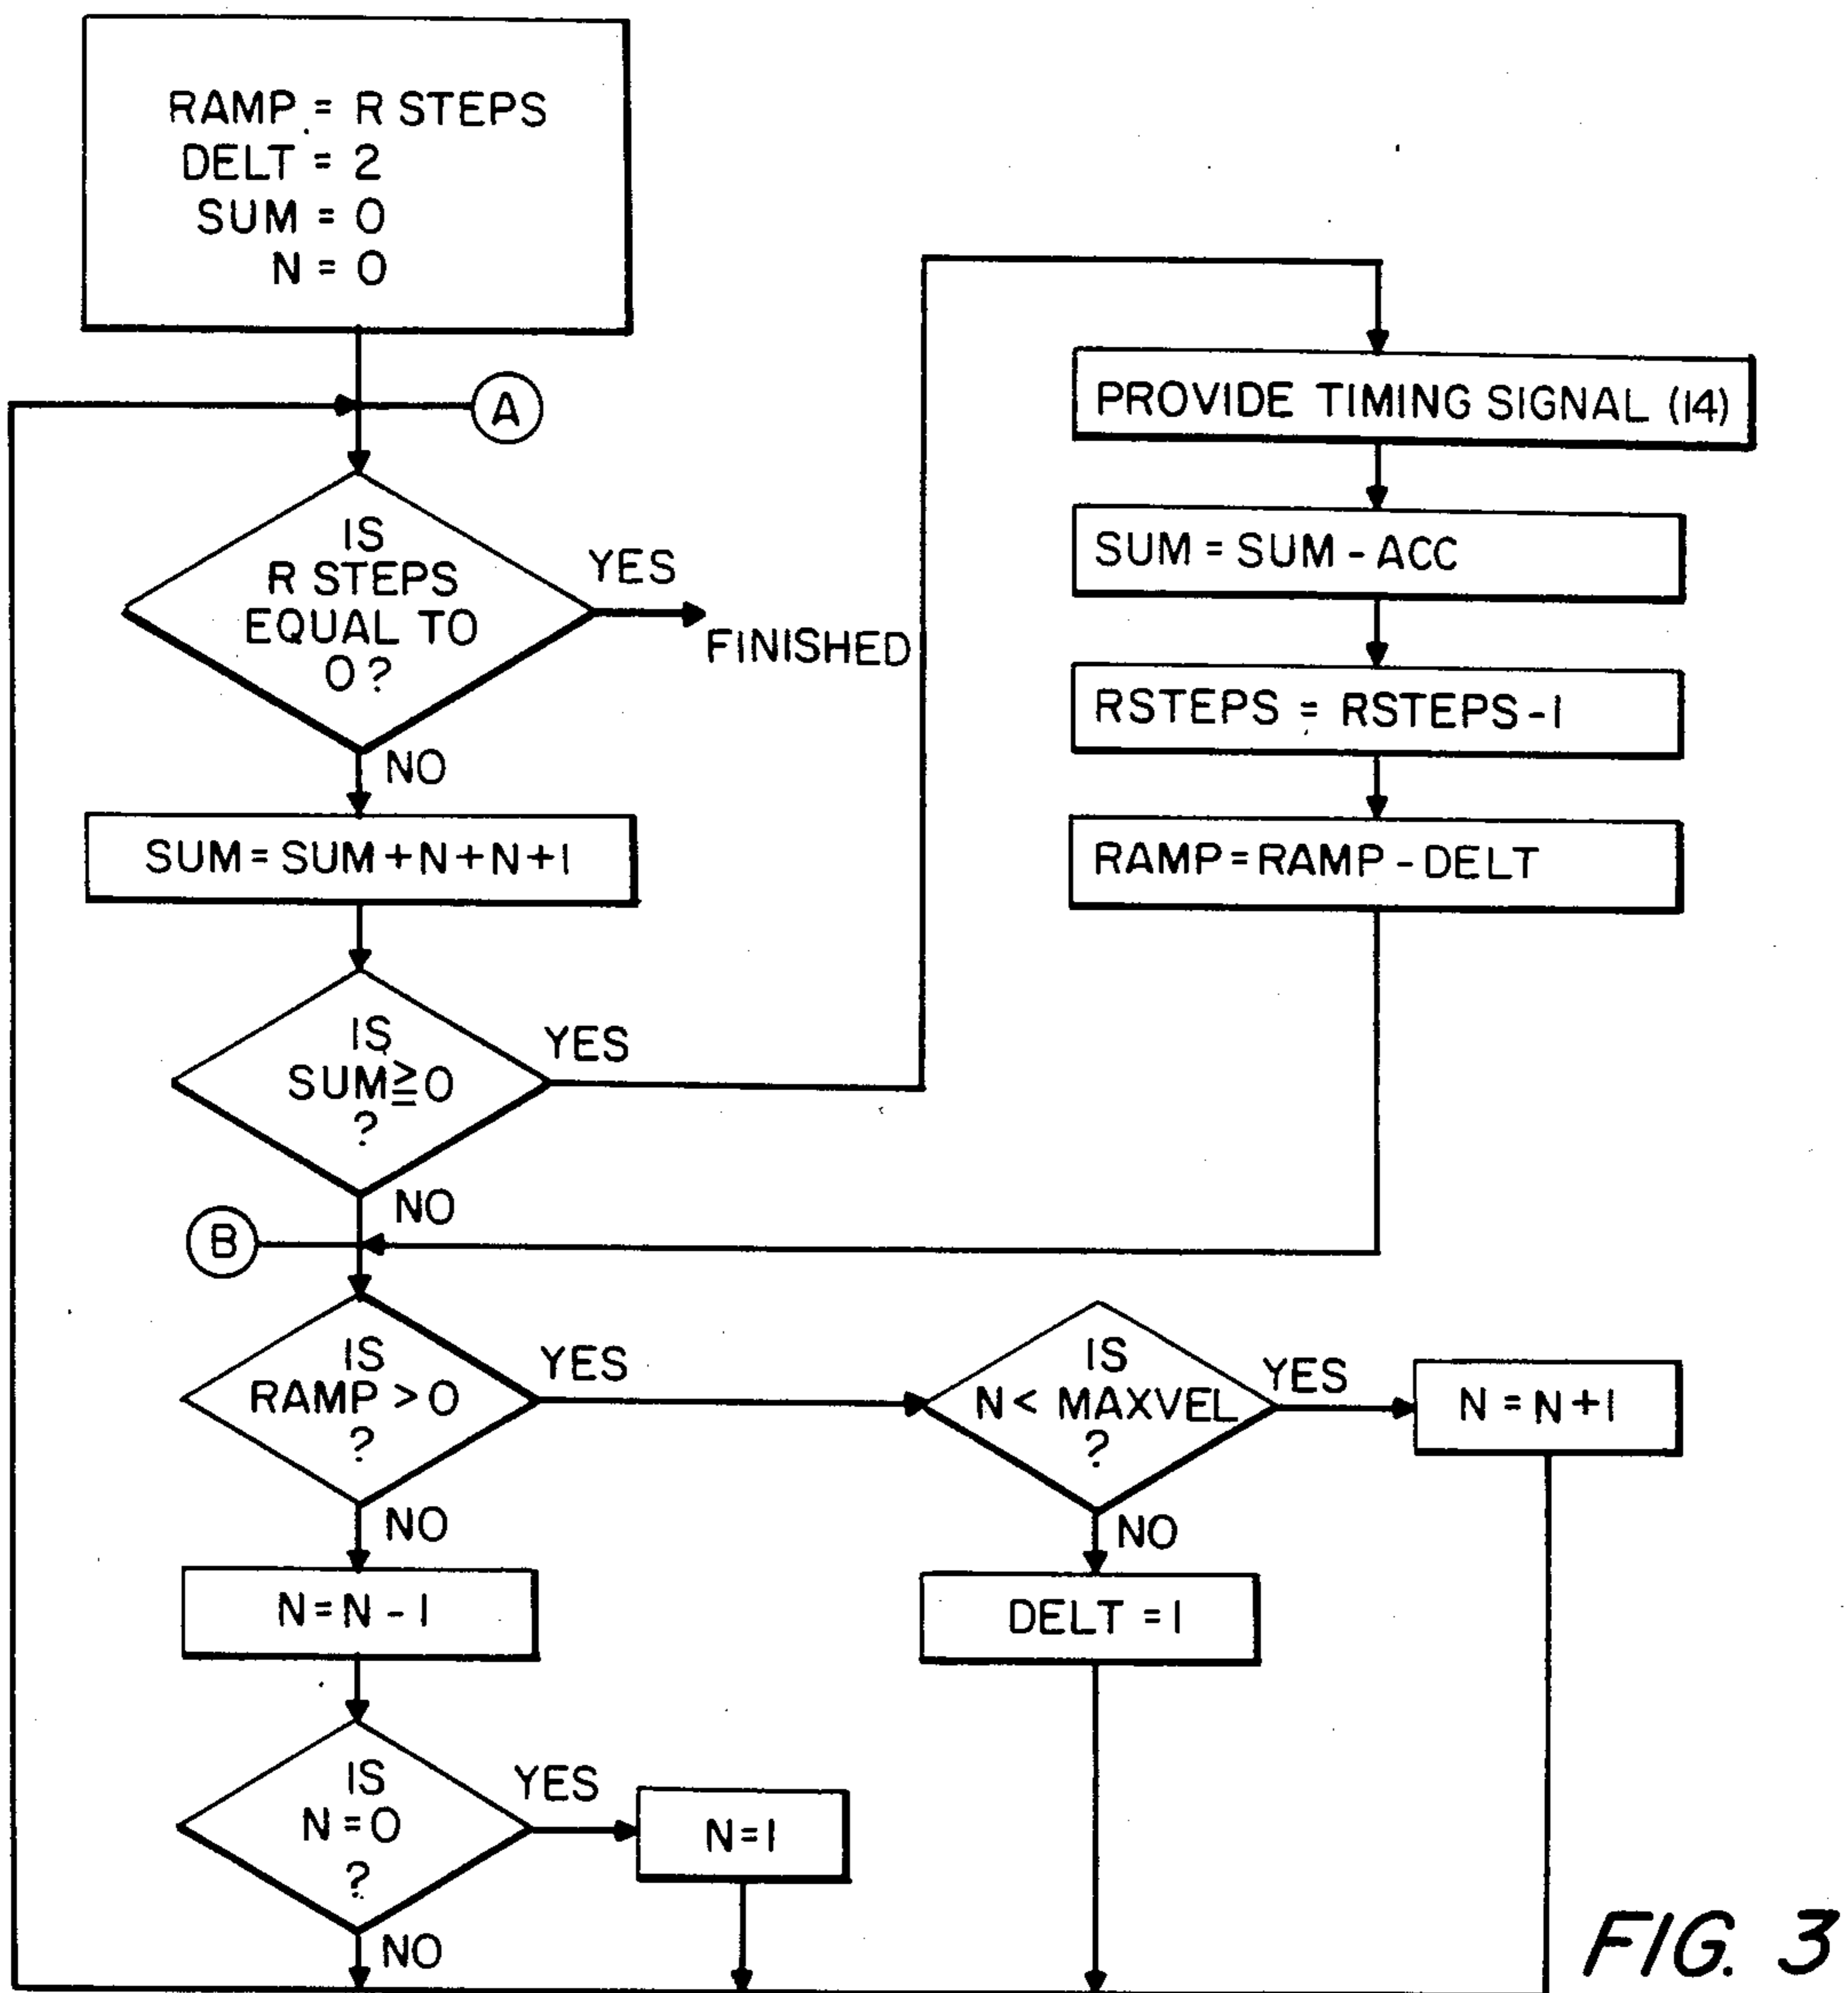 RAMP = R STEPS
DELT = 2
SUM = 0
N = 0
A
IS
R STEPS
EQUAL TO
0?
YES
FINISHED
NO
SUM = SUM + N + N + 1
IS
SUM ≧ 0
?
YES
NO
PROVIDE TIMING SIGNAL (14)
SUM = SUM - ACC
RSTEPS = RSTEPS - 1
RAMP = RAMP - DELT
B
IS
RAMP > 0
?
YES
NO
IS
N < MAXVEL
?
YES
N = N + 1
NO
DELT = 1
N = N - 1
IS
N = 0
?
YES
N = 1
NO
FIG. 3